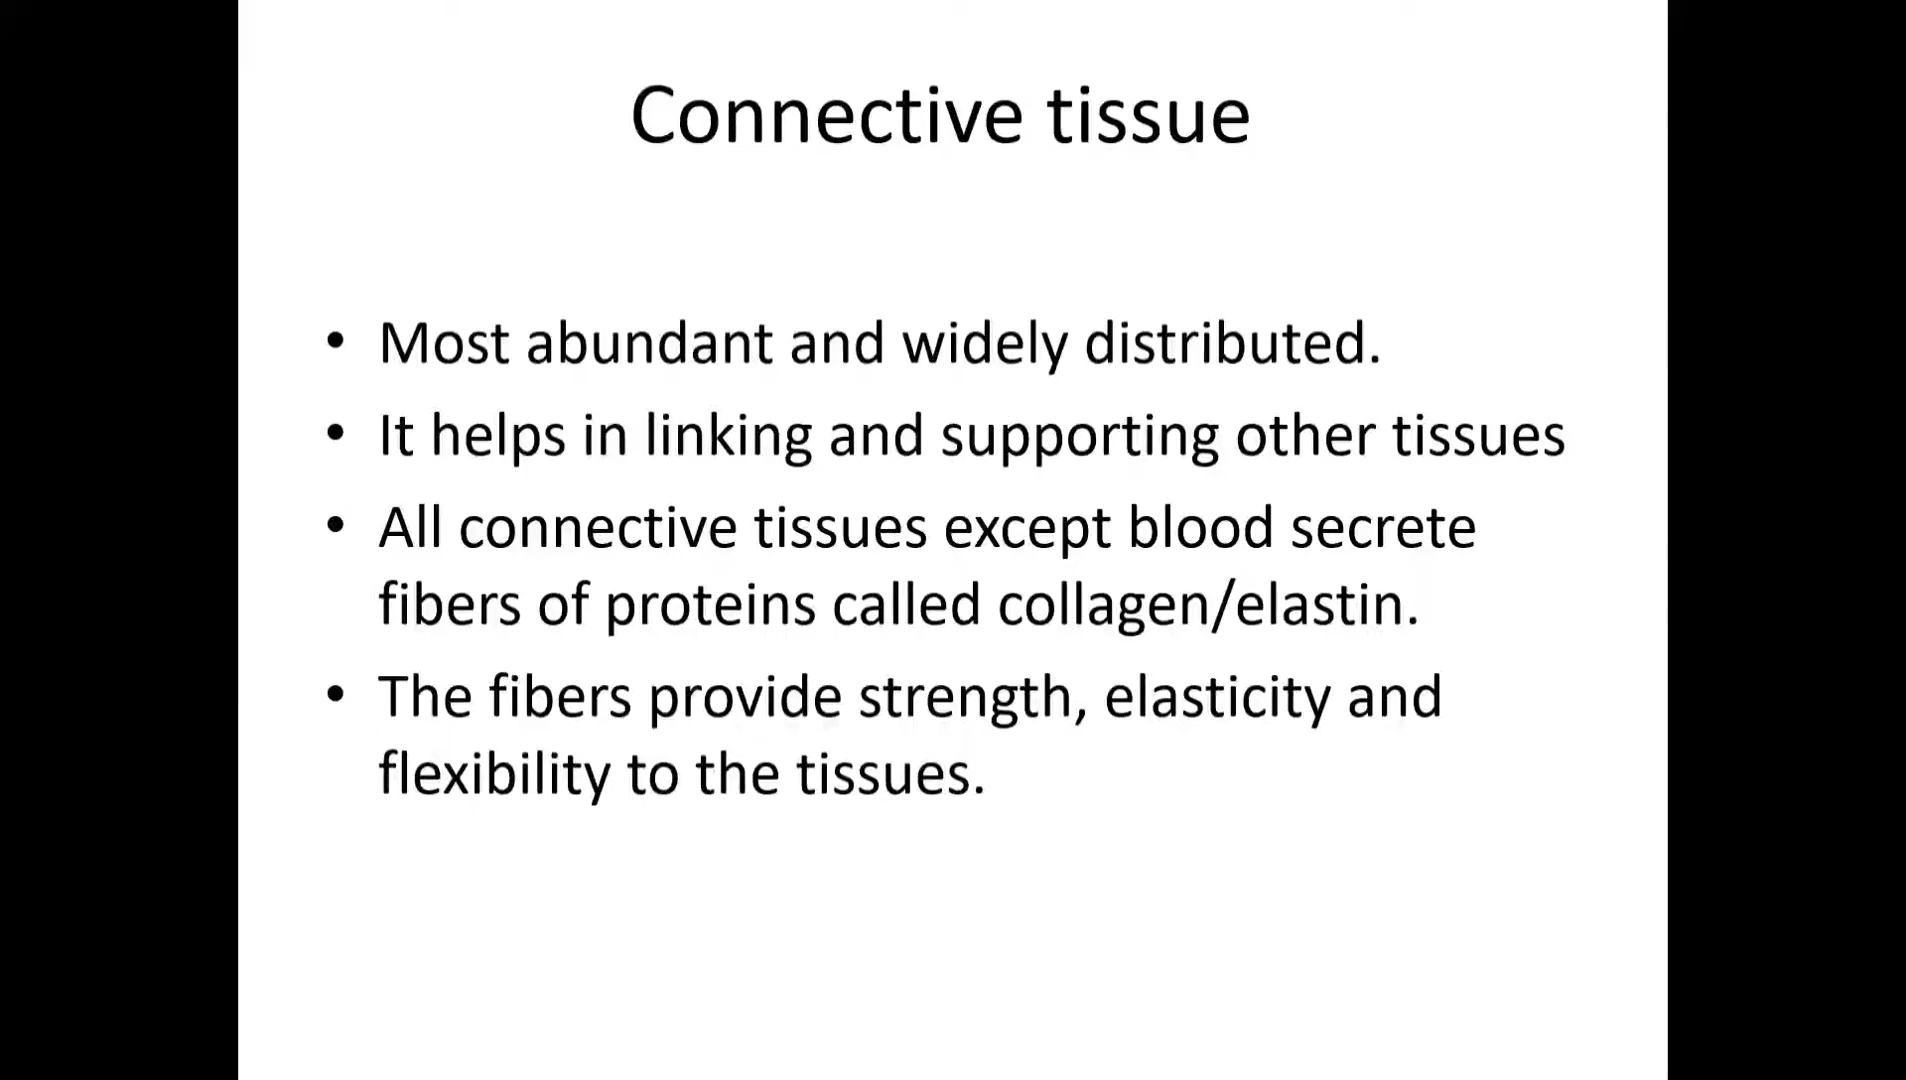 Connective tissue
• Most abundant and widely distributed.
• It helps in linking and supporting other tissues
• All connective tissues except blood secrete
fibers of proteins called collagen/elastin.
• The fibers provide strength, elasticity and
flexibility to the tissues.